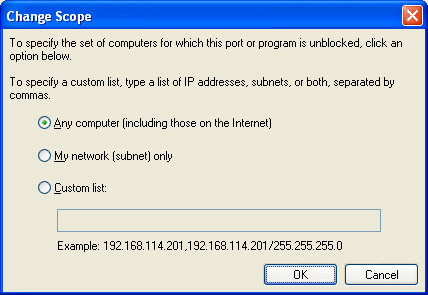 Change Scope
To specify the set of computers for which this port or program is unblocked, click an
option below.
To specify a custom list, type a list of IP addresses, subnets, or both, separated by
commas.
Any computer (including those on the Internet)
My network (subnet) only
Custom list:
Example: 192.168.114.201,192.168.114.201/255.255.255.0
OK
Cancel